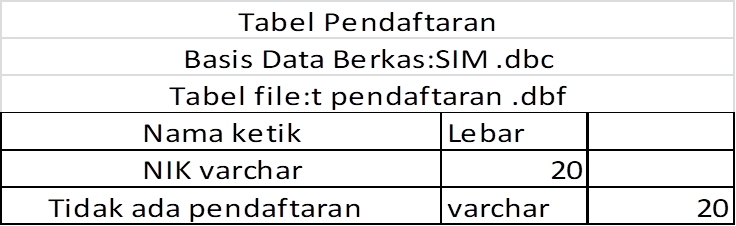 Tabel Pendaftaran
Basis Data Berkas:SIM .dbc
Tabel file:t pendaftaran .dbf
Nama ketik Lebar
NIK varchar 20
Tidak ada pendaftaran varchar 20